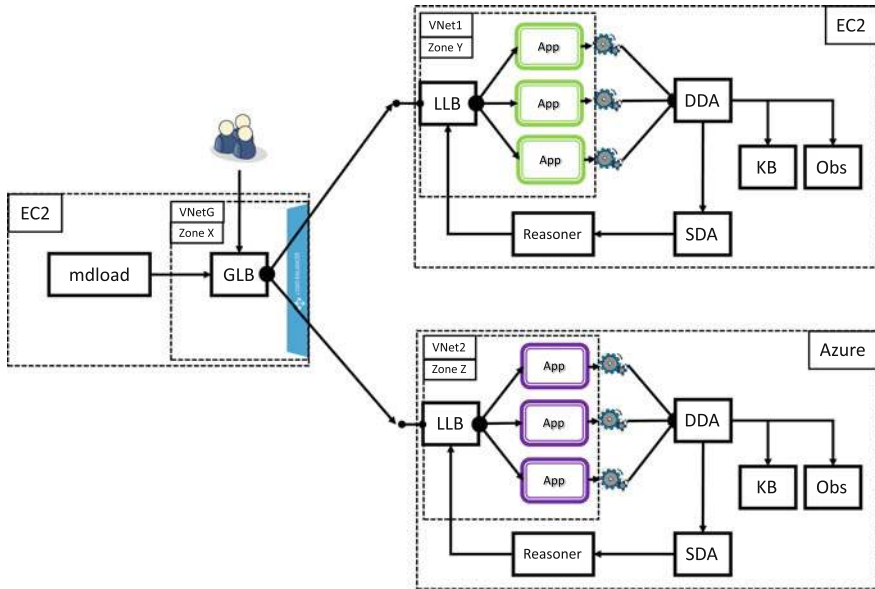 EC2
VNetG
Zone X
mdload
GLB
VNet1
Zone Y
EC2
LLB
App
App
App
DDA
KB
Obs
Reasoner
SDA
VNet2
Zone Z
Azure
LLB
App
App
App
DDA
KB
Obs
Reasoner
SDA